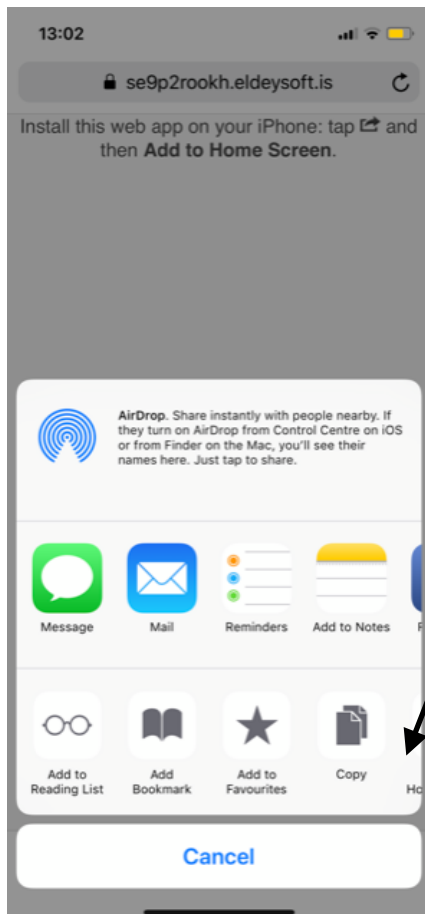 13:02
se9p2rookh.eldeysoft.is
Install this web app on your iPhone: tap and
then Add to Home Screen.
AirDrop. Share instantly with people nearby. If
they turn on AirDrop from Control Centre on iOS
or from Finder on the Mac, you'll see their
names here. Just tap to share.
Message Mail Reminders Add to Notes
Add to Reading List
Add Bookmark
Add to Favourites
Copy
Cancel